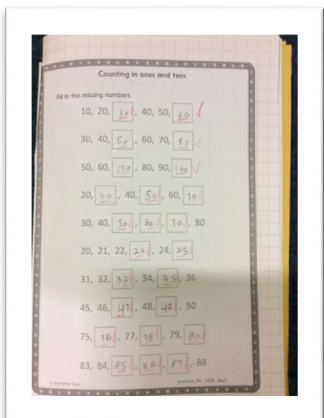 Counting in ones and tens
Fill in the missing numbers.
10, 20, 30, 40, 50, 60
30, 40, 50, 60, 70, 80
50, 60, 70, 80, 90, 100
20, 30, 40, 50, 60, 70
30, 40, 50, 60, 70, 80
20, 21, 22, 23, 24, 25
31, 32, 33, 34, 35, 36
45, 46, 47, 48, 49, 50
75, 76, 77, 78, 79, 80
83, 84, 85, 86, 87, 88